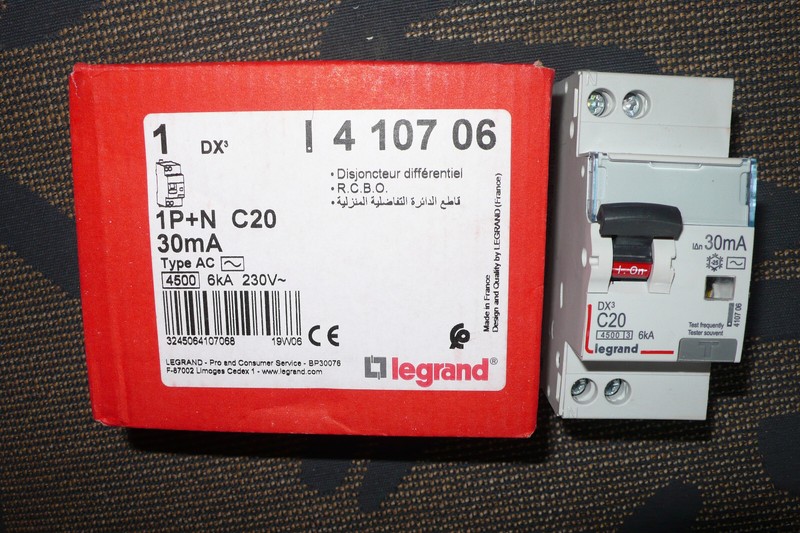 1 DX³ I 4 107 06
• Disjoncteur différentiel
• R.C.B.O.
• قاطع الدائرة التفاضلية المنزلية
1P+N C20
30mA
Type AC
4500 6kA 230V~
3245064107068 19W06
CE
LEGRAND - Pro and Consumer Service - BP30076
F-87002 Limoges Cedex 1 - www.legrand.com
legrand®
Made in France
Design and Quality by LEGRAND (France)
I∆n 30mA
-25
I. On
DX³
C20
4500 3 6kA
legrand
Test frequently
Tester souvent
4107 06